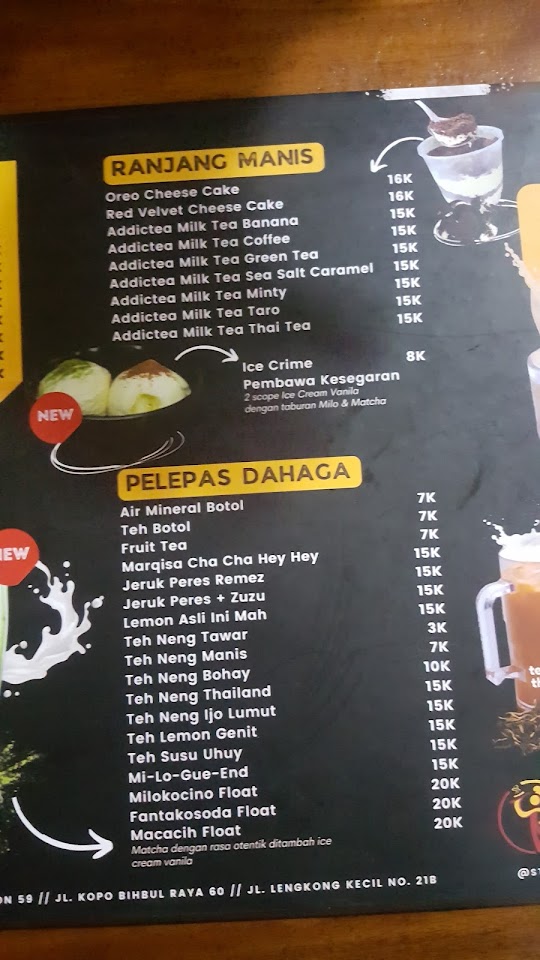 RANJANG MANIS
Oreo Cheese Cake 16K
Red Velvet Cheese Cake 16K
Addictea Milk Tea Banana 15K
Addictea Milk Tea Coffee 15K
Addictea Milk Tea Green Tea 15K
Addictea Milk Tea Sea Salt Caramel 15K
Addictea Milk Tea Minty 15K
Addictea Milk Tea Taro 15K
Addictea Milk Tea Thai Tea 15K
Ice Crime 8K
Pembawa Kesegaran
2 scope Ice Cream Vanila
dengan taburan Milo & Matcha
NEW
PELEPAS DAHAGA
Air Mineral Botol 7K
Teh Botol 7K
Fruit Tea 7K
Marqisa Cha Cha Hey Hey 15K
Jeruk Peres Remez 15K
Jeruk Peres + Zuzu 15K
Lemon Asli Ini Mah 15K
Teh Neng Tawar 3K
Teh Neng Manis 7K
Teh Neng Bohay 10K
Teh Neng Thailand 15K
Teh Neng Ijo Lumut 15K
Teh Lemon Genit 15K
Teh Susu Uhuy 15K
Mi-Lo-Gue-End 15K
Milokocino Float 20K
Fantakosoda Float 20K
Macacih Float 20K
Matcha dengan rasa otentik ditambah ice
cream vanila
59 // JL. KOPO BIHBUL RAYA 60 // JL. LENGKONG KECIL NO. 21B